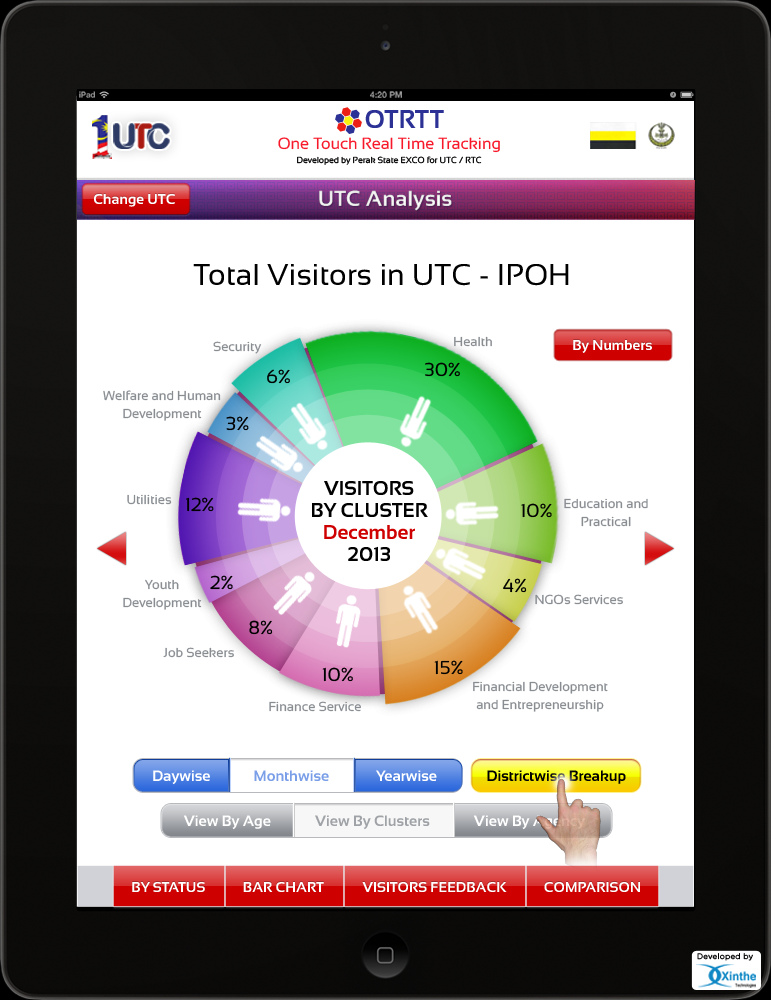 iPad
4:20 PM
1UTC
OTRTT
One Touch Real Time Tracking
Developed by Perak State EXCO for UTC / RTC
Change UTC
UTC Analysis
Total Visitors in UTC - IPOH
By Numbers
Security
6%
Health
30%
Welfare and Human
Development
3%
Utilities
12%
VISITORS
BY CLUSTER
December
2013
10%
Education and
Practical
Youth
Development
2%
4%
NGOs Services
Job Seekers
8%
Finance Service
10%
15%
Financial Development
and Entrepreneurship
Daywise
Monthwise
Yearwise
Districtwise Breakup
View By Age
View By Clusters
View By Agency
BY STATUS
BAR CHART
VISITORS FEEDBACK
COMPARISON
Developed by
Xinthe
Technologies